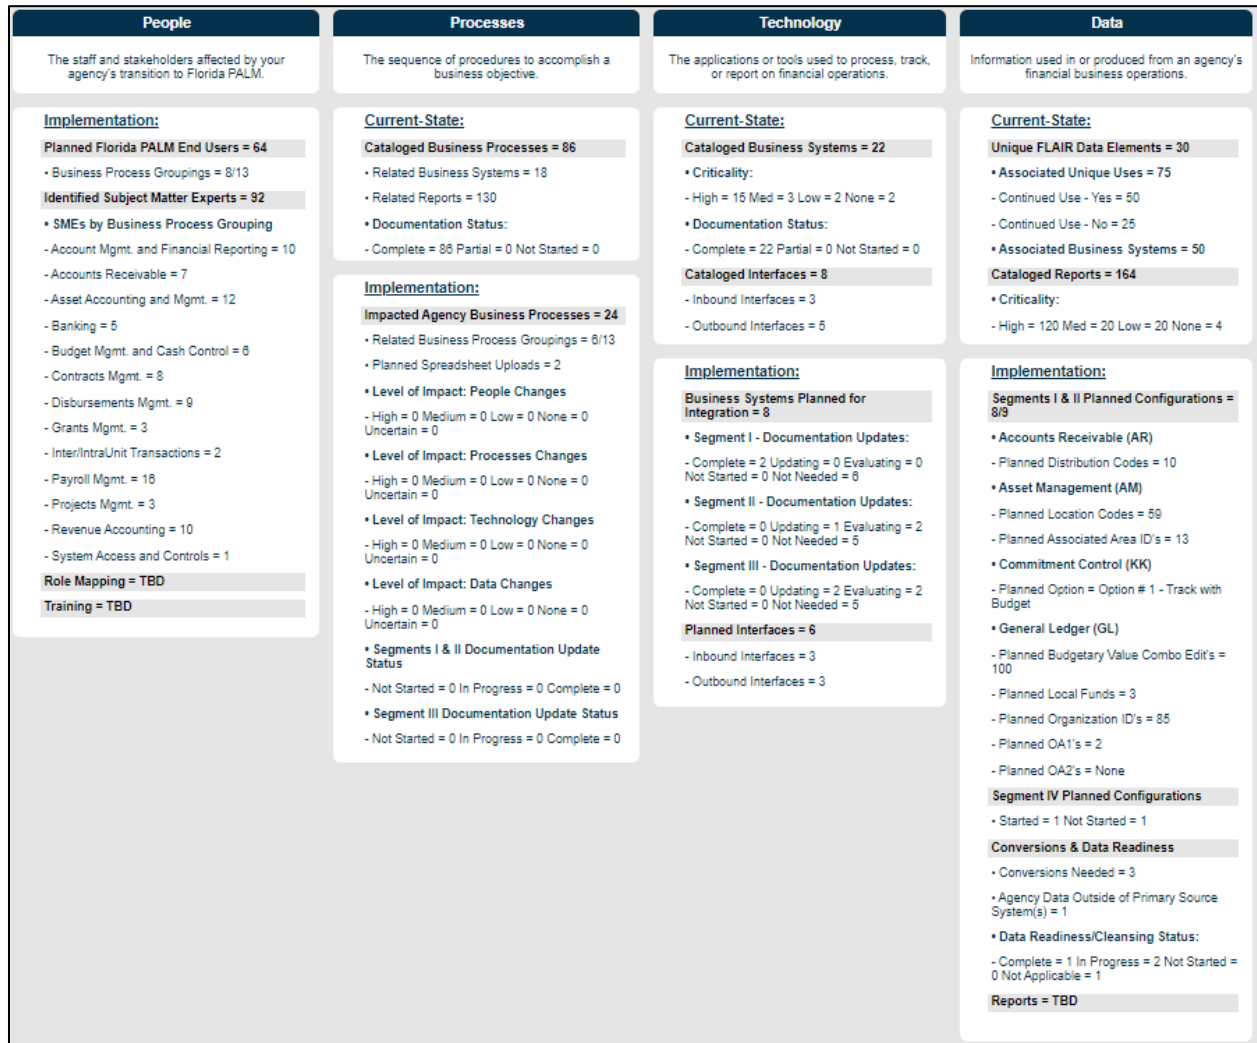 People
The staff and stakeholders affected by your
agency's transition to Florida PALM.
Implementation:
Planned Florida PALM End Users = 64
• Business Process Groupings = 8/13
Identified Subject Matter Experts = 92
• SMEs by Business Process Grouping
- Account Mgmt. and Financial Reporting = 10
- Accounts Receivable = 7
- Asset Accounting and Mgmt. = 12
- Banking = 5
- Budget Mgmt. and Cash Control = 6
- Contracts Mgmt. = 8
- Disbursements Mgmt. = 9
- Grants Mgmt. = 3
- Inter/IntraUnit Transactions = 2
- Payroll Mgmt. = 16
- Projects Mgmt. = 3
- Revenue Accounting = 10
- System Access and Controls = 1
Role Mapping = TBD
Training = TBD
Processes
The sequence of procedures to accomplish a
business objective.
Current-State:
Cataloged Business Processes = 86
• Related Business Systems = 18
• Related Reports = 130
• Documentation Status:
- Complete = 86 Partial = 0 Not Started = 0
Implementation:
Impacted Agency Business Processes = 24
• Related Business Process Groupings = 6/13
• Planned Spreadsheet Uploads = 2
• Level of Impact: People Changes
- High = 0 Medium = 0 Low = 0 None = 0
Uncertain = 0
• Level of Impact: Processes Changes
- High = 0 Medium = 0 Low = 0 None = 0
Uncertain = 0
• Level of Impact: Technology Changes
- High = 0 Medium = 0 Low = 0 None = 0
Uncertain = 0
• Level of Impact: Data Changes
- High = 0 Medium = 0 Low = 0 None = 0
Uncertain = 0
• Segments I & II Documentation Update
Status
- Not Started = 0 In Progress = 0 Complete = 0
• Segment III Documentation Update Status
- Not Started = 0 In Progress = 0 Complete = 0
Technology
The applications or tools used to process, track,
or report on financial operations.
Current-State:
Cataloged Business Systems = 22
• Criticality:
- High = 15 Med = 3 Low = 2 None = 2
• Documentation Status:
- Complete = 22 Partial = 0 Not Started = 0
Cataloged Interfaces = 8
- Inbound Interfaces = 3
- Outbound Interfaces = 5
Implementation:
Business Systems Planned for
Integration = 8
• Segment I - Documentation Updates:
- Complete = 2 Updating = 0 Evaluating = 0
Not Started = 0 Not Needed = 6
• Segment II - Documentation Updates:
- Complete = 0 Updating = 1 Evaluating = 2
Not Started = 0 Not Needed = 5
• Segment III - Documentation Updates:
- Complete = 0 Updating = 2 Evaluating = 2
Not Started = 0 Not Needed = 5
Planned Interfaces = 6
- Inbound Interfaces = 3
- Outbound Interfaces = 3
Data
Information used in or produced from an agency's
financial business operations.
Current-State:
Unique FLAIR Data Elements = 30
• Associated Unique Uses = 75
- Continued Use - Yes = 50
- Continued Use - No = 25
• Associated Business Systems = 50
Cataloged Reports = 164
• Criticality:
- High = 120 Med = 20 Low = 20 None = 4
Implementation:
Segments I & II Planned Configurations =
8/9
• Accounts Receivable (AR)
- Planned Distribution Codes = 10
• Asset Management (AM)
- Planned Location Codes = 59
- Planned Associated Area ID's = 13
• Commitment Control (KK)
- Planned Option = Option # 1 - Track with
Budget
• General Ledger (GL)
- Planned Budgetary Value Combo Edit's =
100
- Planned Local Funds = 3
- Planned Organization ID's = 85
- Planned OA1's = 2
- Planned OA2's = None
Segment IV Planned Configurations
• Started = 1 Not Started = 1
Conversions & Data Readiness
• Conversions Needed = 3
• Agency Data Outside of Primary Source
System(s) = 1
• Data Readiness/Cleansing Status:
- Complete = 1 In Progress = 2 Not Started =
0 Not Applicable = 1
Reports = TBD